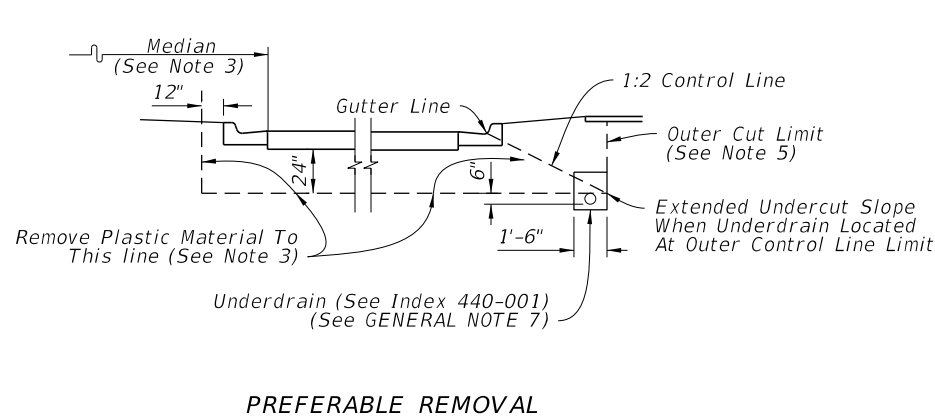 Median
(See Note 3)
12"
Gutter Line
1:2 Control Line
Outer Cut Limit
(See Note 5)
24"
6"
Extended Undercut Slope
When Underdrain Located
At Outer Control Line Limit
Remove Plastic Material To
This line (See Note 3)
1'-6"
Underdrain (See Index 440-001)
(See GENERAL NOTE 7)
PREFERABLE REMOVAL